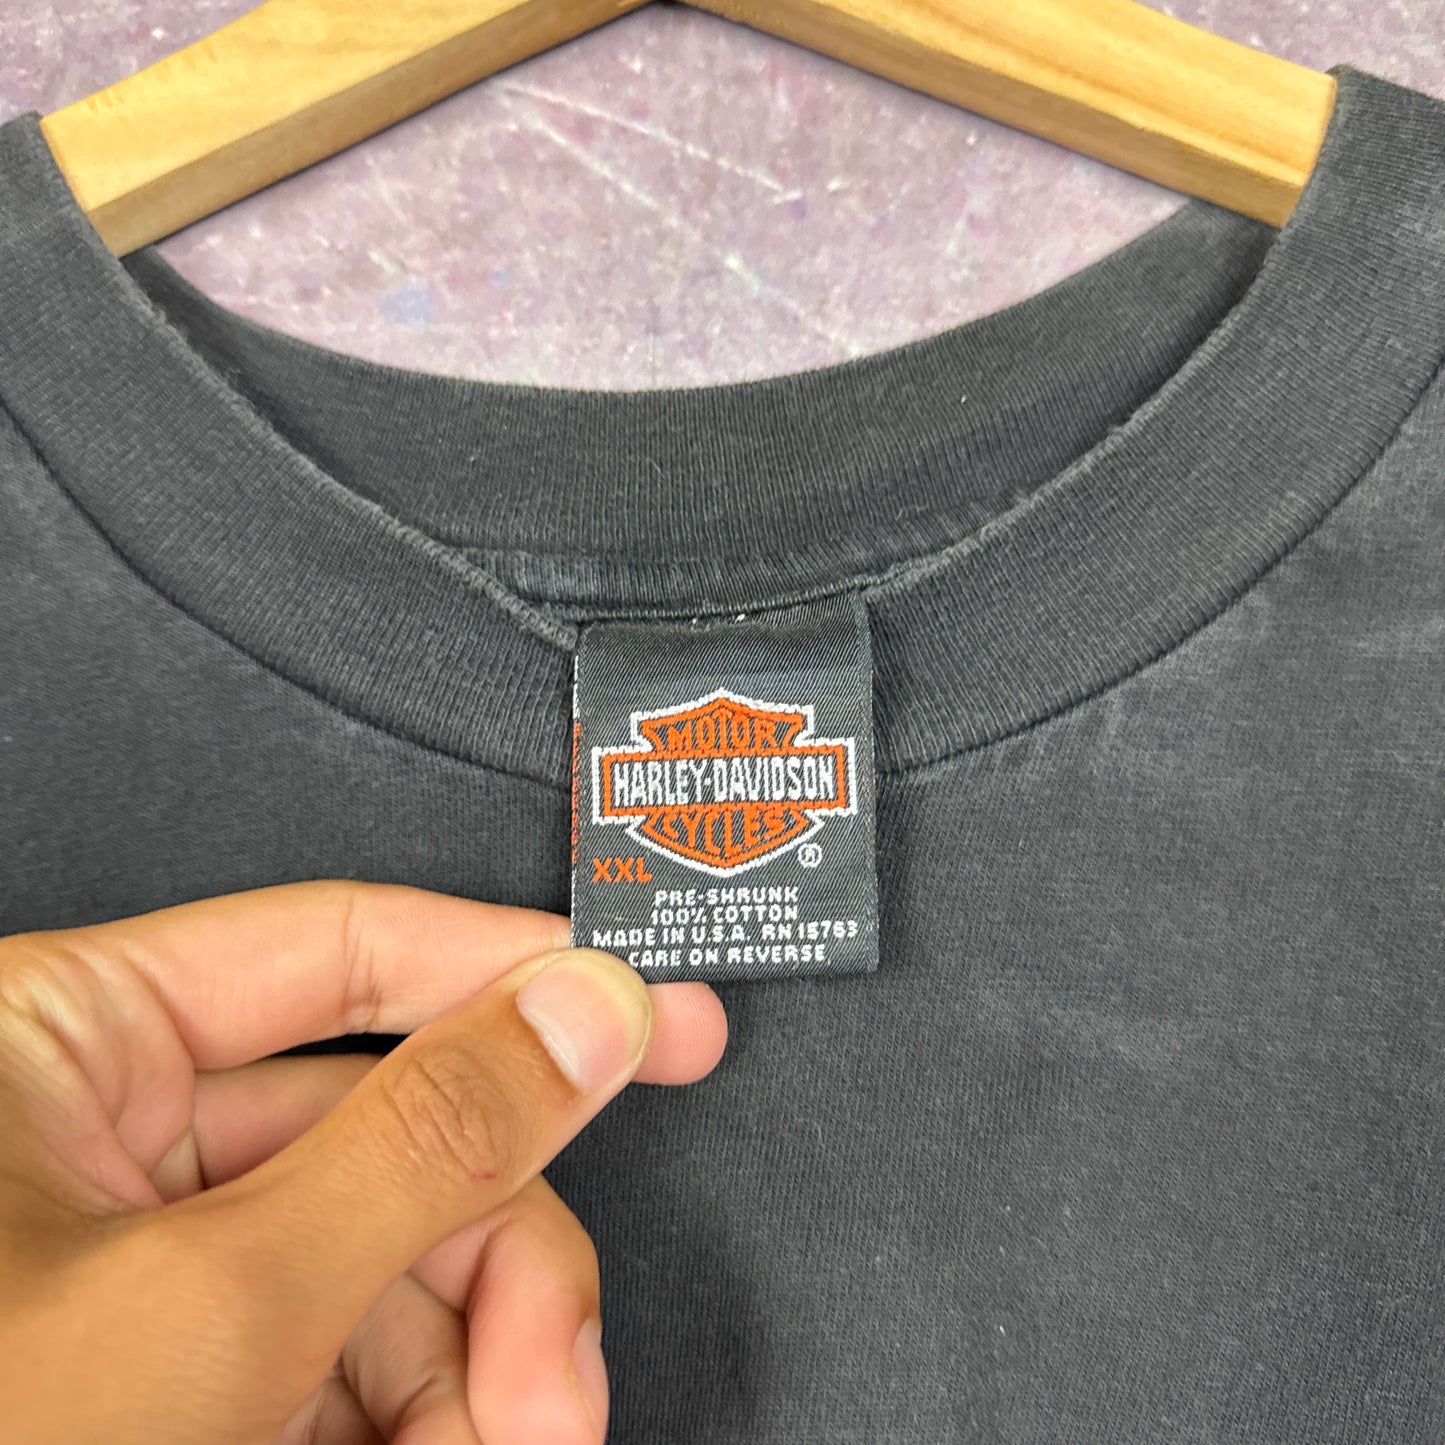 MOTOR
HARLEY-DAVIDSON
CYCLES
®
XXL
PRE-SHRUNK
100% COTTON
MADE IN U.S.A. RN 15763
CARE ON REVERSE